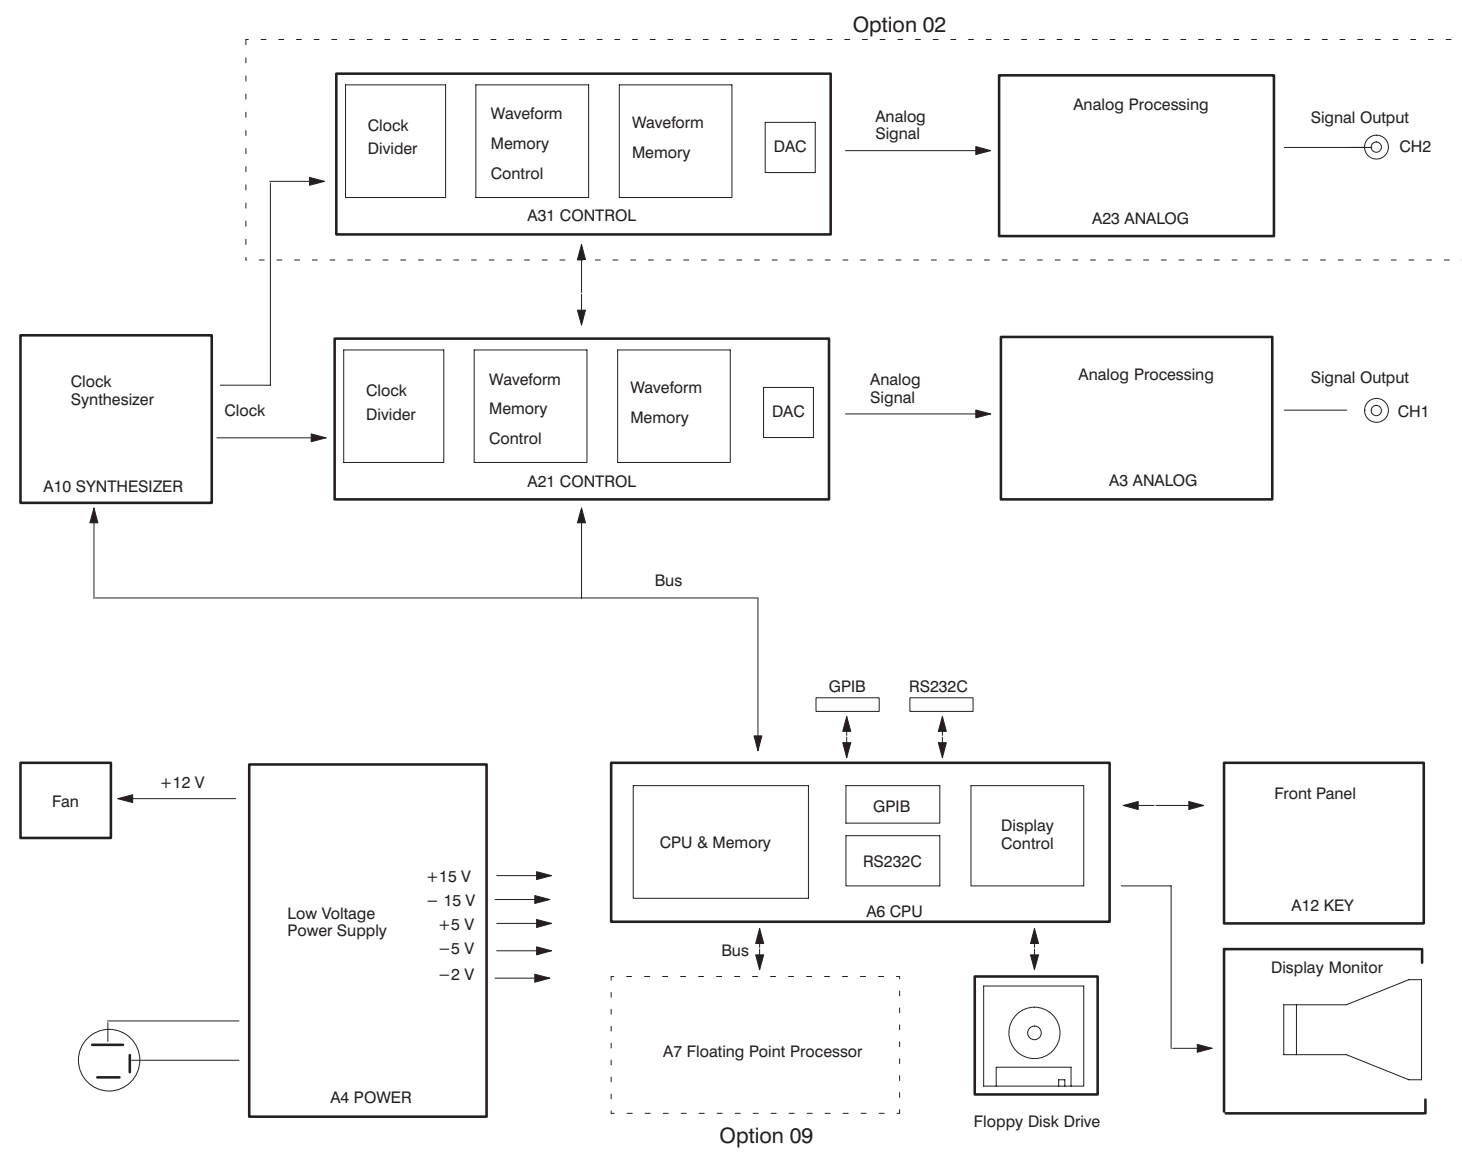 Option 02
Clock
Divider
Waveform
Memory
Control
Waveform
Memory
DAC
A31 CONTROL
Analog
Signal
Analog Processing
A23 ANALOG
Signal Output
CH2
Clock
Synthesizer
A10 SYNTHESIZER
Clock
Clock
Divider
Waveform
Memory
Control
Waveform
Memory
DAC
A21 CONTROL
Analog
Signal
Analog Processing
A3 ANALOG
Signal Output
CH1
Bus
GPIB
RS232C
Fan
+12 V
Low Voltage
Power Supply
+15 V
− 15 V
+5 V
−5 V
−2 V
A4 POWER
CPU & Memory
GPIB
RS232C
Display
Control
A6 CPU
Front Panel
A12 KEY
Bus
A7 Floating Point Processor
Option 09
Floppy Disk Drive
Display Monitor